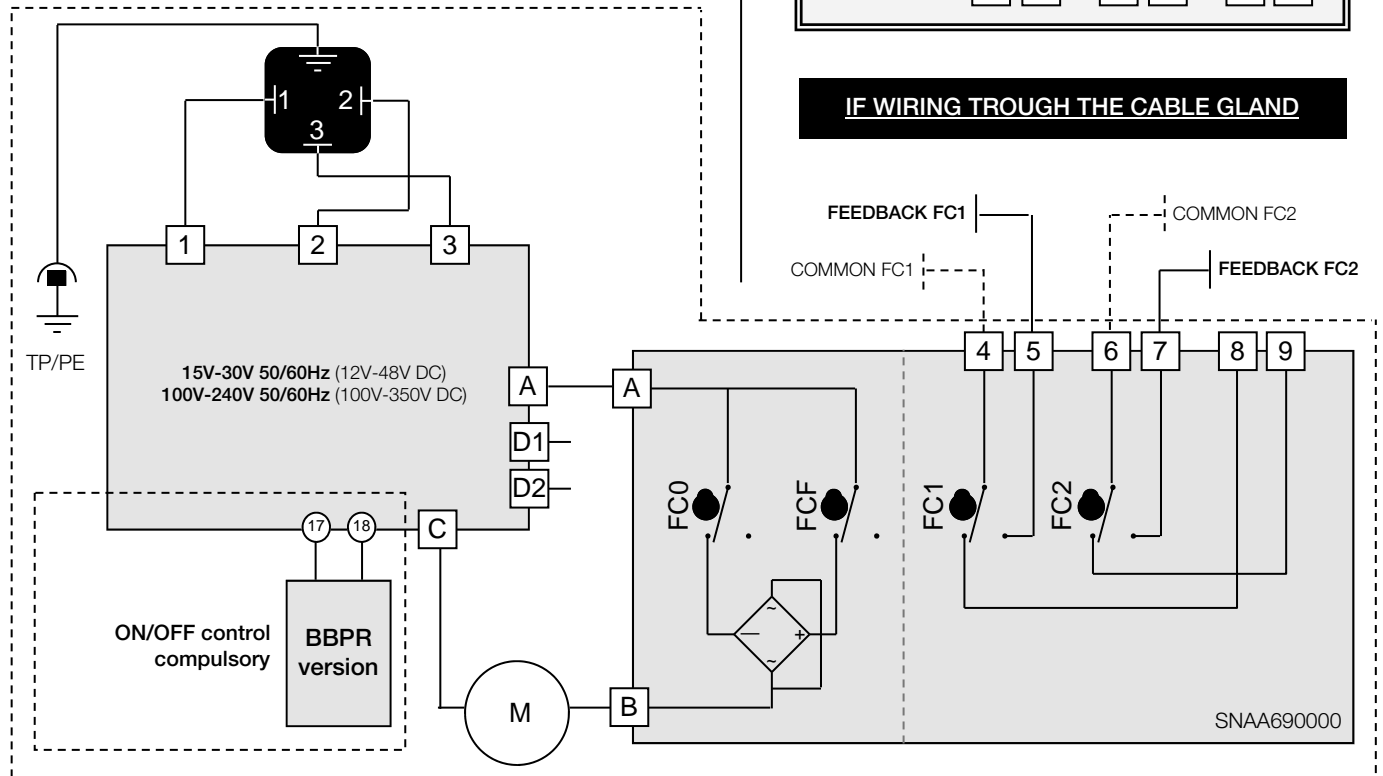 1 2
3
IF WIRING TROUGH THE CABLE GLAND
FEEDBACK FC1
COMMON FC2
COMMON FC1
FEEDBACK FC2
1 2 3
TP/PE
4 5 6 7 8 9
15V-30V 50/60Hz (12V-48V DC)
100V-240V 50/60Hz (100V-350V DC)
A A
D1
D2
FC0 FCF FC1 FC2
17 18 C
~
— +
~
ON/OFF control
compulsory
BBPR
version
M B
SNAA690000